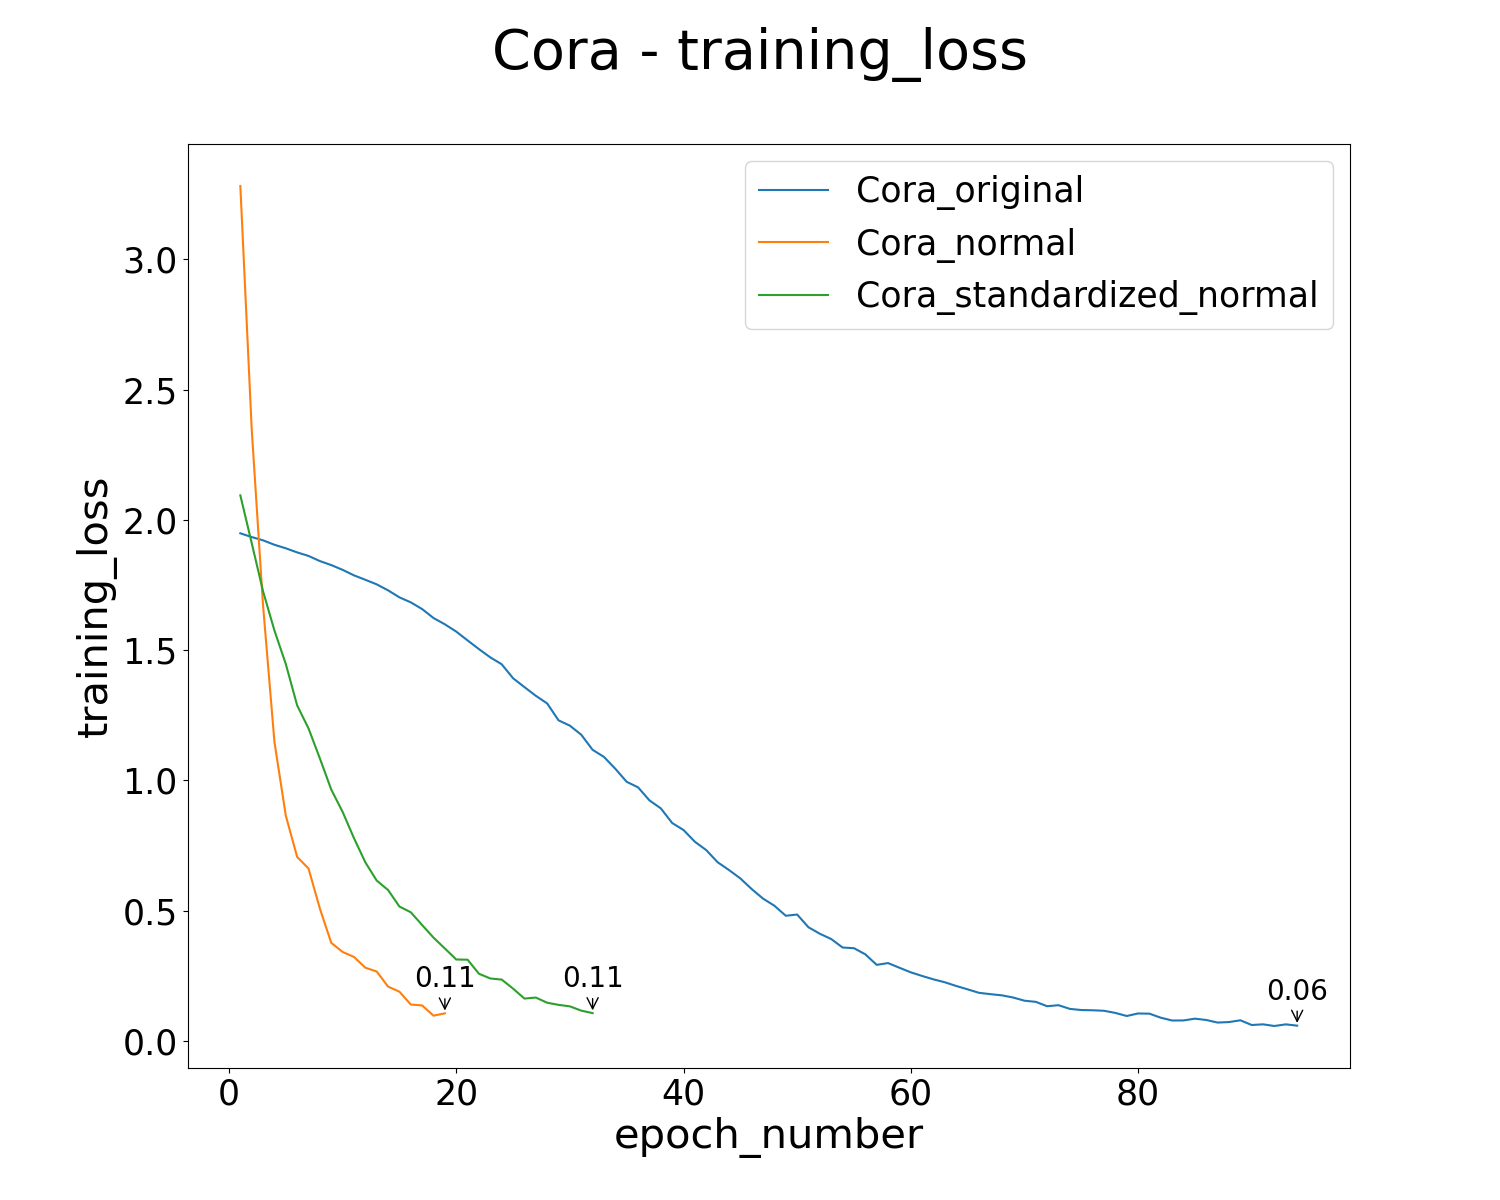 Cora - training_loss
Cora_original
Cora_normal
Cora_standardized_normal
training_loss
3.0
2.5
2.0
1.5
1.0
0.5
0.0
0.11
0.11
0.06
0 20 40 60 80
epoch_number